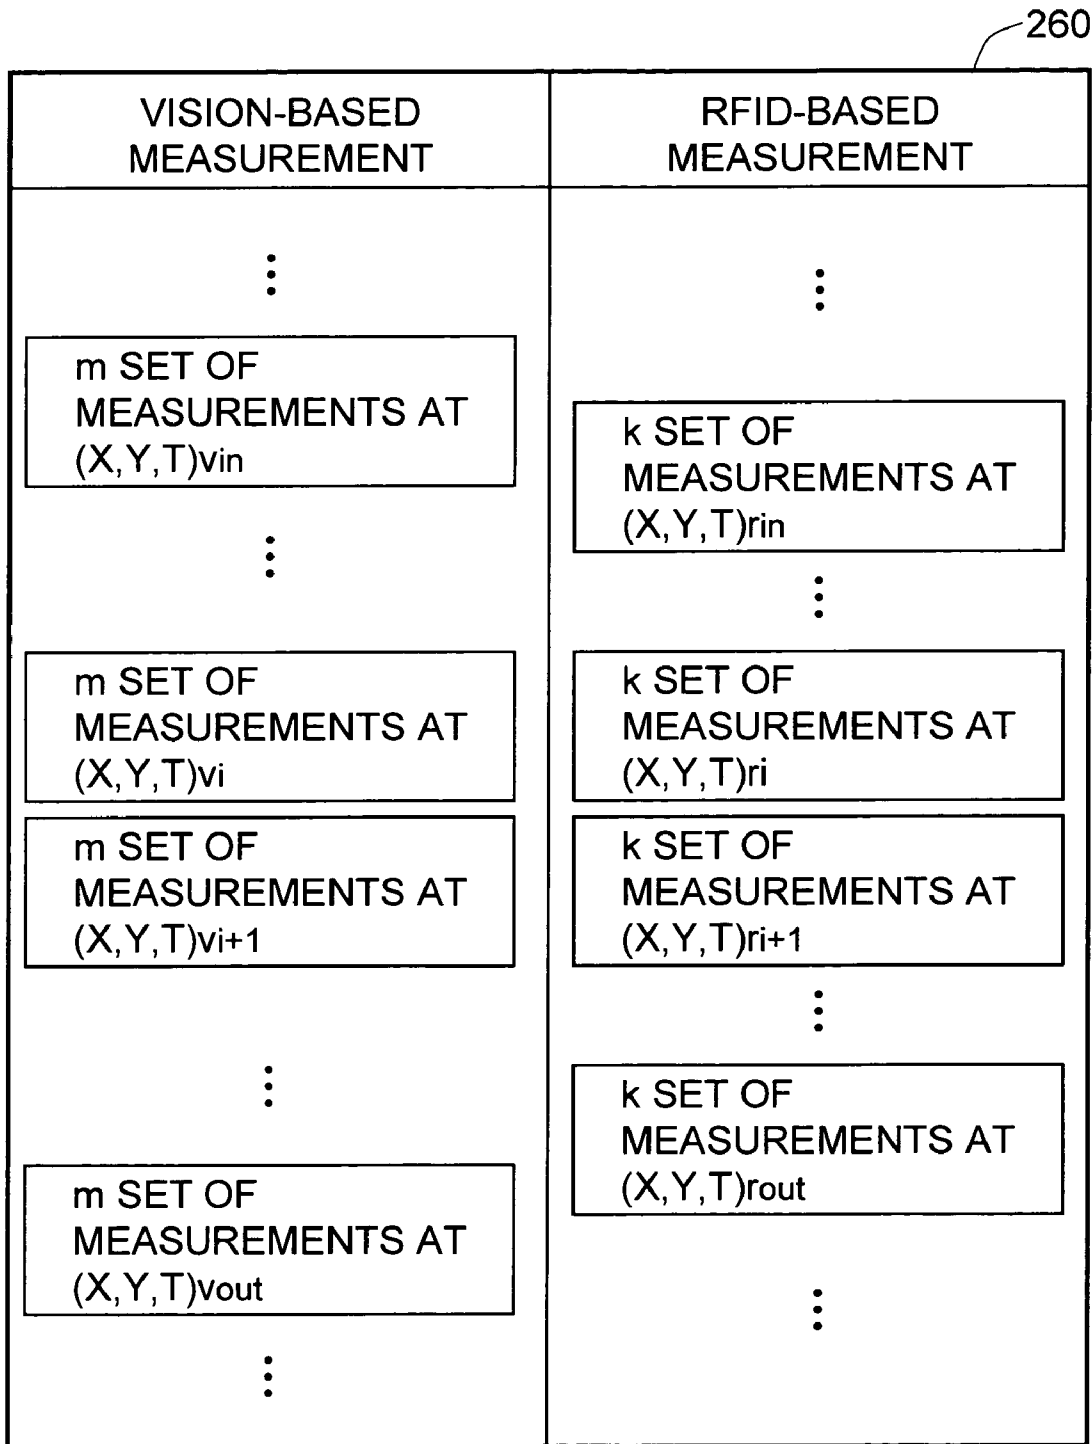 260
VISION-BASED
MEASUREMENT
RFID-BASED
MEASUREMENT
m SET OF
MEASUREMENTS AT
(X,Y,T)vin
m SET OF
MEASUREMENTS AT
(X,Y,T)vi
m SET OF
MEASUREMENTS AT
(X,Y,T)vi+1
m SET OF
MEASUREMENTS AT
(X,Y,T)vout
k SET OF
MEASUREMENTS AT
(X,Y,T)rin
k SET OF
MEASUREMENTS AT
(X,Y,T)ri
k SET OF
MEASUREMENTS AT
(X,Y,T)ri+1
k SET OF
MEASUREMENTS AT
(X,Y,T)rout